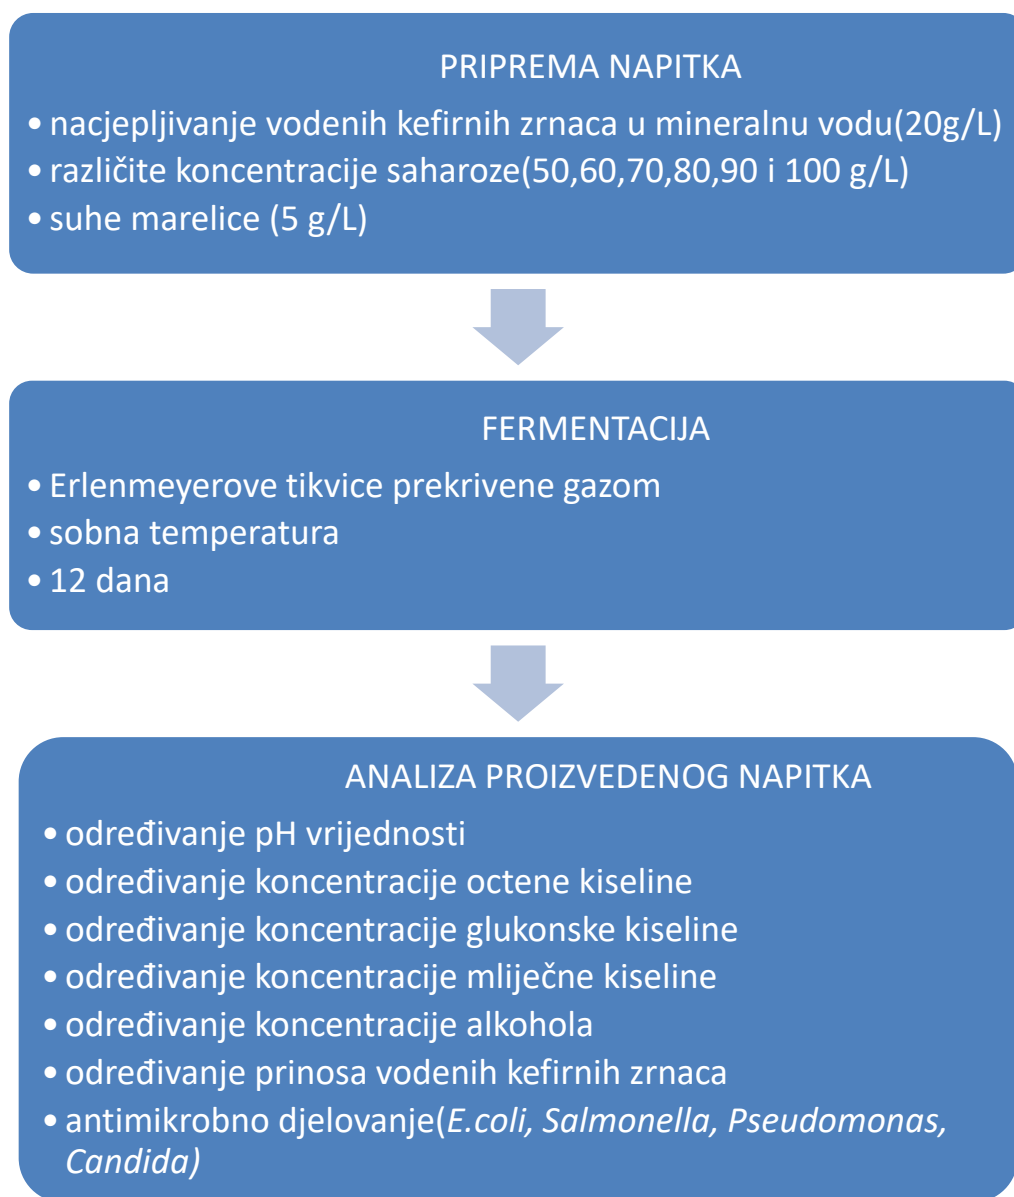 PRIPREMA NAPITKA
• nacjepljivanje vodenih kefirnih zrnaca u mineralnu vodu(20g/L)
• različite koncentracije saharoze(50,60,70,80,90 i 100 g/L)
• suhe marelice (5 g/L)
FERMENTACIJA
• Erlenmeyerove tikvice prekrivene gazom
• sobna temperatura
• 12 dana
ANALIZA PROIZVEDENOG NAPITKA
• određivanje pH vrijednosti
• određivanje koncentracije octene kiseline
• određivanje koncentracije glukonske kiseline
• određivanje koncentracije mliječne kiseline
• određivanje koncentracije alkohola
• određivanje prinosa vodenih kefirnih zrnaca
• antimikrobno djelovanje(E.coli, Salmonella, Pseudomonas,
Candida)